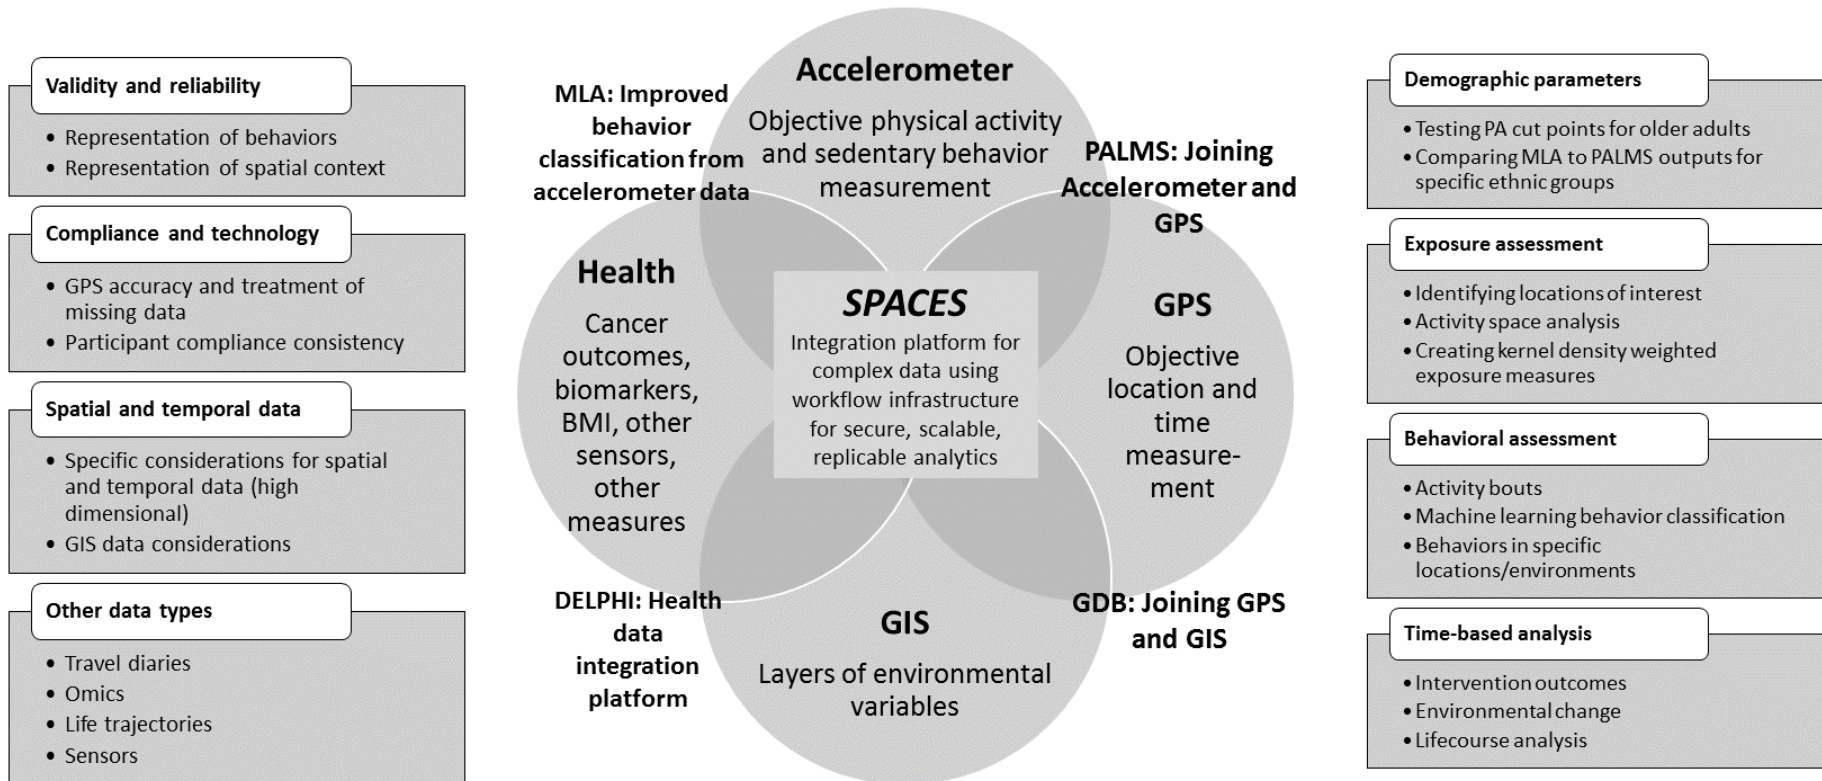 Validity and reliability
• Representation of behaviors
• Representation of spatial context
Compliance and technology
• GPS accuracy and treatment of
missing data
• Participant compliance consistency
Spatial and temporal data
• Specific considerations for spatial
and temporal data (high
dimensional)
• GIS data considerations
Other data types
• Travel diaries
• Omics
• Life trajectories
• Sensors
MLA: Improved
behavior
classification from
accelerometer data
Accelerometer
Objective physical activity
and sedentary behavior
measurement
PALMS: Joining
Accelerometer and
GPS
Health
Cancer
outcomes,
biomarkers,
BMI, other
sensors,
other
measures
SPACES
Integration platform for
complex data using
workflow infrastructure
for secure, scalable,
replicable analytics
GPS
Objective
location and
time
measure-
ment
DELPHI: Health
data
integration
platform
GIS
Layers of environmental
variables
GDB: Joining GPS
and GIS
Demographic parameters
• Testing PA cut points for older adults
• Comparing MLA to PALMS outputs for
specific ethnic groups
Exposure assessment
• Identifying locations of interest
• Activity space analysis
• Creating kernel density weighted
exposure measures
Behavioral assessment
• Activity bouts
• Machine learning behavior classification
• Behaviors in specific
locations/environments
Time-based analysis
• Intervention outcomes
• Environmental change
• Lifecourse analysis